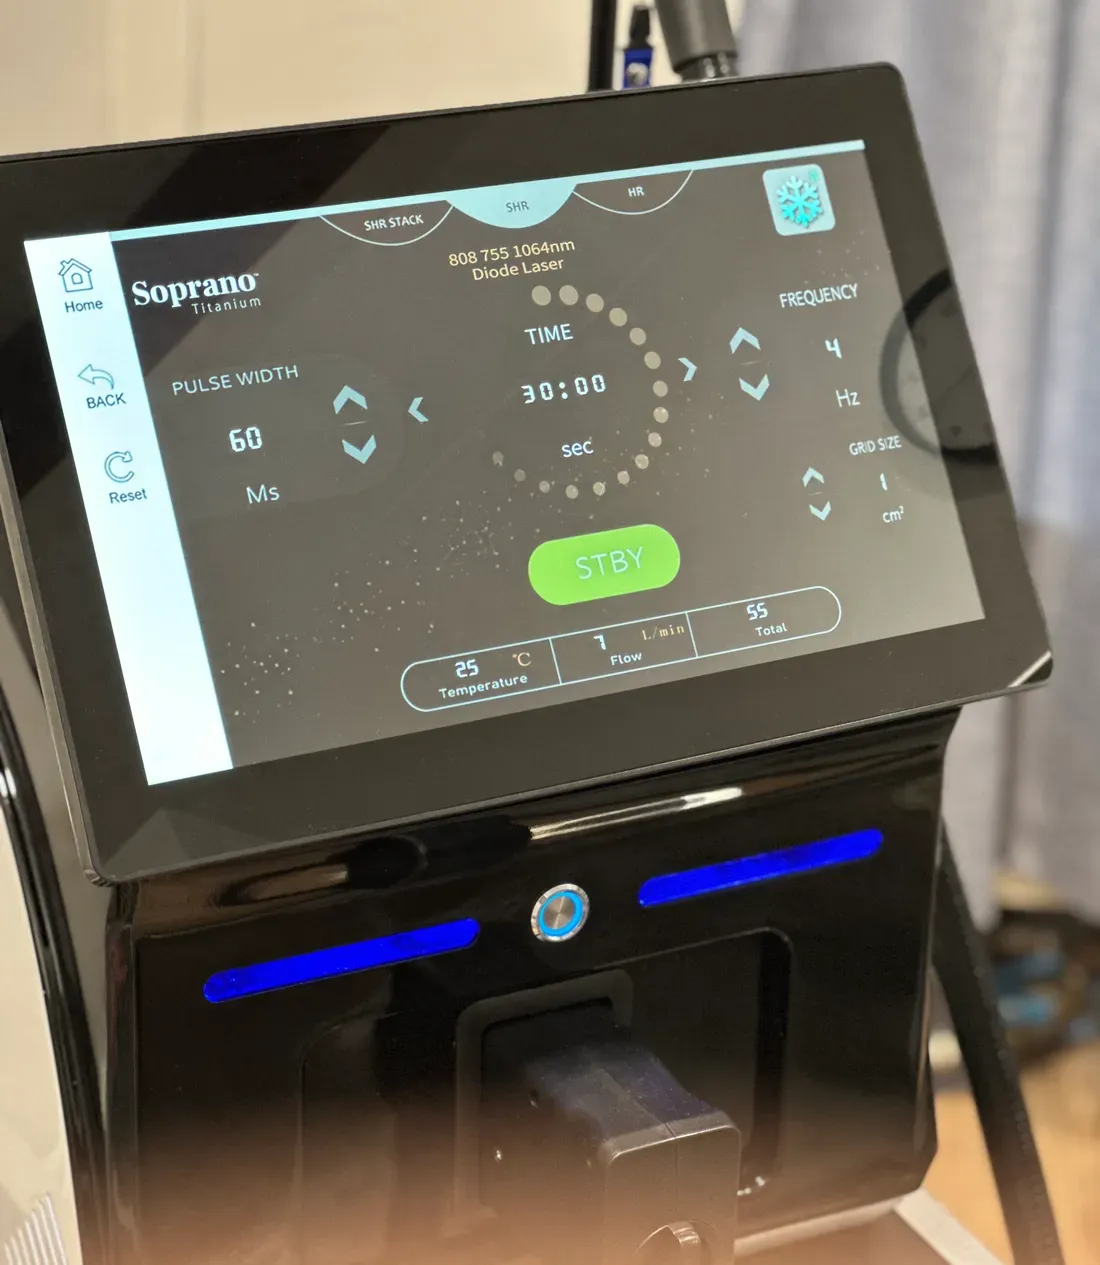 SHR STACK
SHR
HR
Home
BACK
Reset
Soprano™
Titanium
808 755 1064nm
Diode Laser
PULSE WIDTH
60
Ms
TIME
30:00
sec
FREQUENCY
4
Hz
GRID SIZE
1
cm²
STBY
25 °C
Temperature
7 L/min
Flow
55
Total